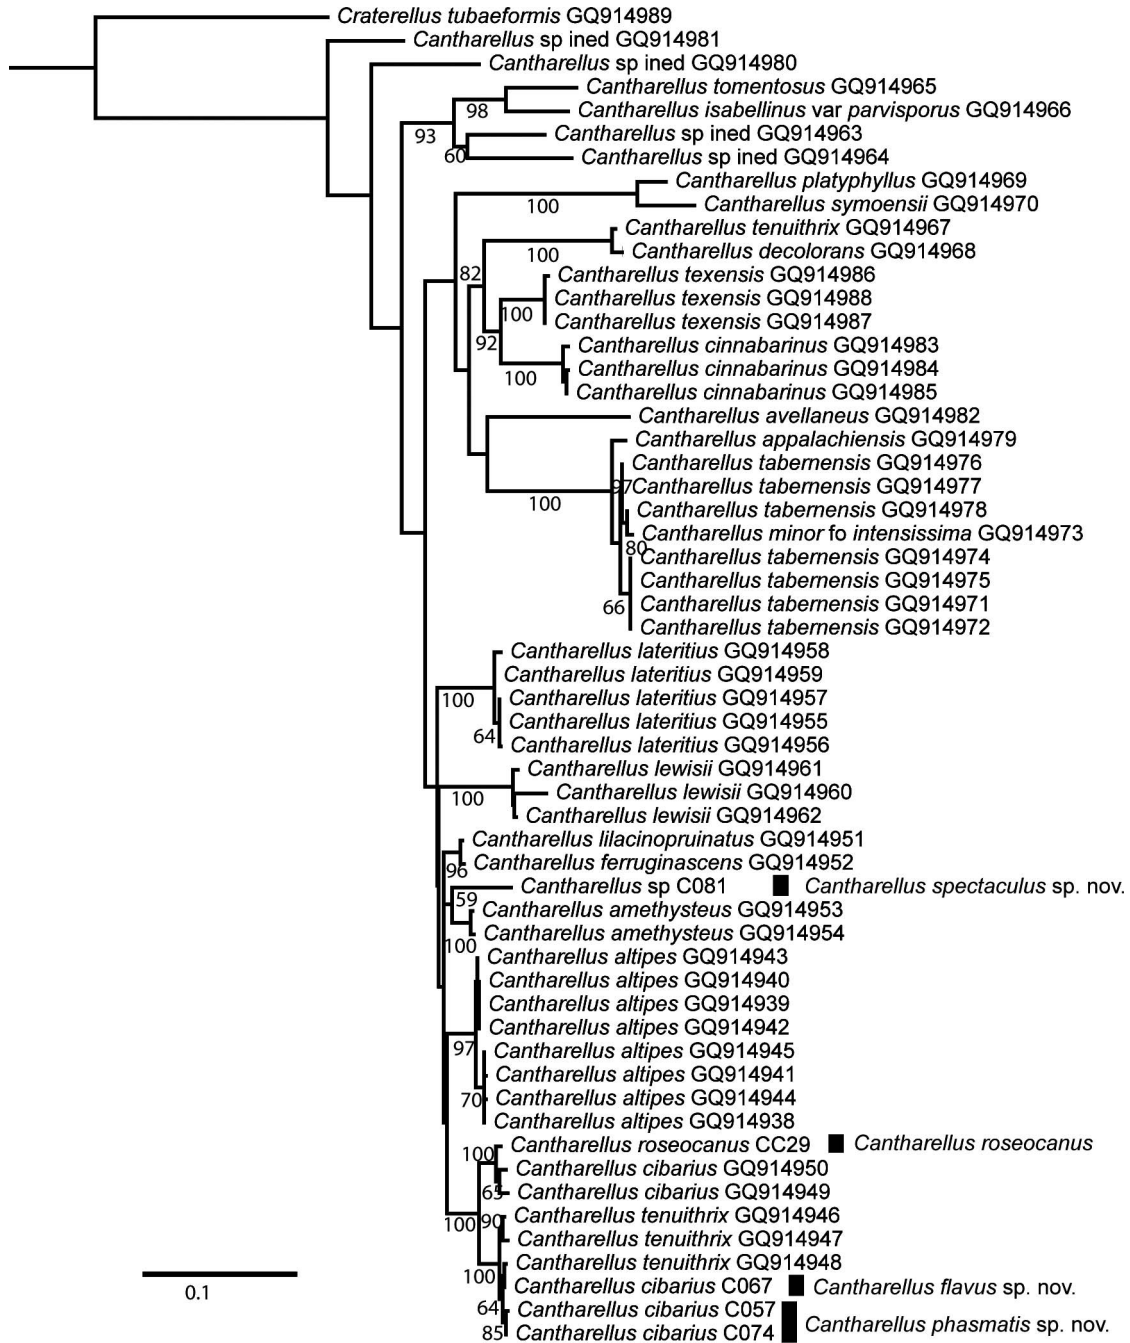 Craterellus tubaeformis GQ914989
Cantharellus sp ined GQ914981
Cantharellus sp ined GQ914980
Cantharellus tomentosus GQ914965
98
Cantharellus isabellinus var parvisporus GQ914966
93
Cantharellus sp ined GQ914963
60
Cantharellus sp ined GQ914964
Cantharellus platyphyllus GQ914969
100
Cantharellus symoensii GQ914970
Cantharellus tenuithrix GQ914967
100
Cantharellus decolorans GQ914968
82
Cantharellus texensis GQ914986
Cantharellus texensis GQ914988
100
Cantharellus texensis GQ914987
92
Cantharellus cinnabarinus GQ914983
Cantharellus cinnabarinus GQ914984
100
Cantharellus cinnabarinus GQ914985
Cantharellus avellaneus GQ914982
Cantharellus appalachiensis GQ914979
Cantharellus tabernensis GQ914976
97
Cantharellus tabernensis GQ914977
100
Cantharellus tabernensis GQ914978
Cantharellus minor fo intensissima GQ914973
80
Cantharellus tabernensis GQ914974
Cantharellus tabernensis GQ914975
66
Cantharellus tabernensis GQ914971
Cantharellus tabernensis GQ914972
Cantharellus lateritius GQ914958
Cantharellus lateritius GQ914959
100
Cantharellus lateritius GQ914957
Cantharellus lateritius GQ914955
64
Cantharellus lateritius GQ914956
Cantharellus lewisii GQ914961
100
Cantharellus lewisii GQ914960
Cantharellus lewisii GQ914962
Cantharellus lilacinopruinatus GQ914951
96
Cantharellus ferruginascens GQ914952
Cantharellus sp C081 Cantharellus spectaculus sp. nov.
59
Cantharellus amethysteus GQ914953
100
Cantharellus amethysteus GQ914954
Cantharellus altipes GQ914943
Cantharellus altipes GQ914940
Cantharellus altipes GQ914939
Cantharellus altipes GQ914942
97
Cantharellus altipes GQ914945
Cantharellus altipes GQ914941
70
Cantharellus altipes GQ914944
Cantharellus altipes GQ914938
100
Cantharellus roseocanus CC29 Cantharellus roseocanus
Cantharellus cibarius GQ914950
65
Cantharellus cibarius GQ914949
100
90
Cantharellus tenuithrix GQ914946
Cantharellus tenuithrix GQ914947
Cantharellus tenuithrix GQ914948
100
Cantharellus cibarius C067 Cantharellus flavus sp. nov.
64
Cantharellus cibarius C057
Cantharellus phasmatis sp. nov.
85
Cantharellus cibarius C074
0.1